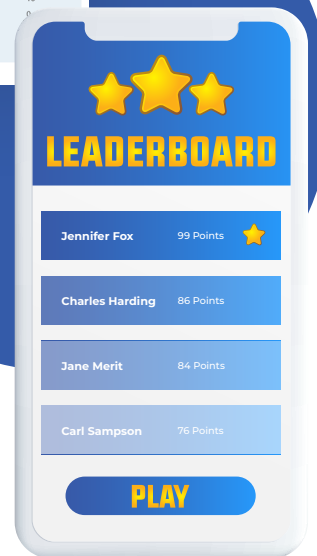 LEADERBOARD
Jennifer Fox 99 Points
Charles Harding 86 Points
Jane Merit 84 Points
Carl Sampson 76 Points
PLAY